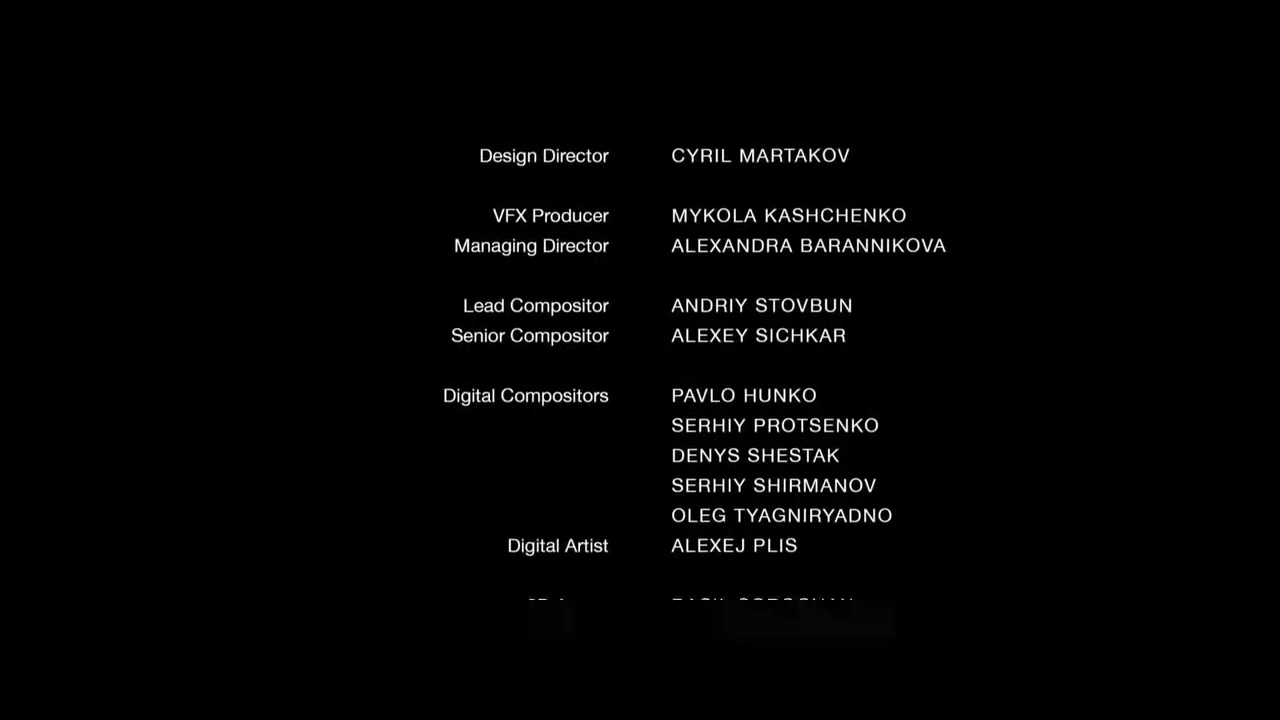 Design Director CYRIL MARTAKOV
VFX Producer MYKOLA KASHCHENKO
Managing Director ALEXANDRA BARANNIKOVA
Lead Compositor ANDRIY STOVBUN
Senior Compositor ALEXEY SICHKAR
Digital Compositors PAVLO HUNKO
SERHIY PROTSENKO
DENYS SHESTAK
SERHIY SHIRMANOV
OLEG TYAGNIRYADNO
Digital Artist ALEXEJ PLIS